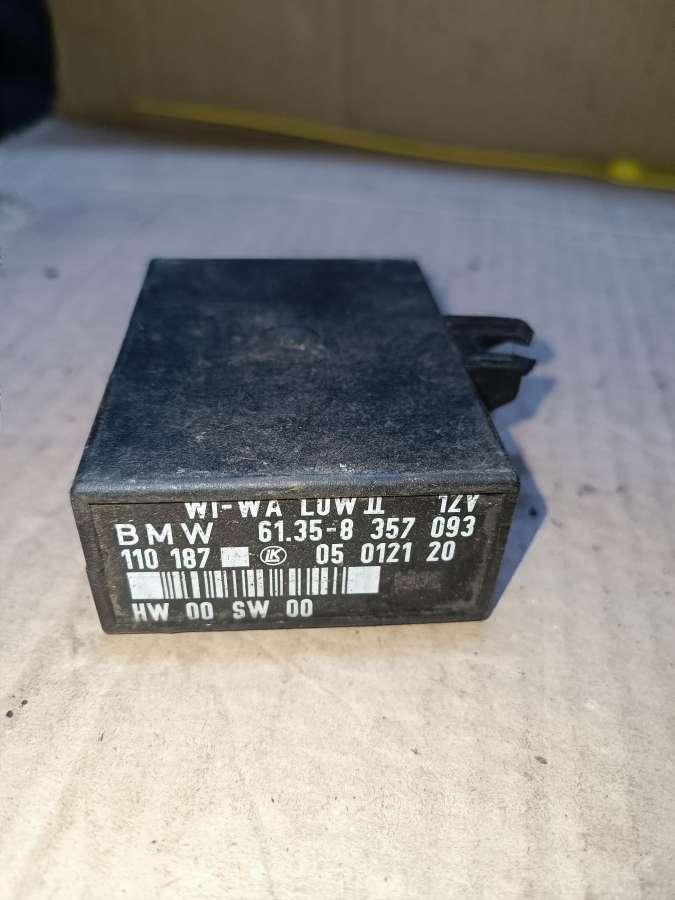 WI-WA LOW II 12V
BMW 61.35-8 357 093
110 187 LK 05 0121 20
HW 00 SW 00